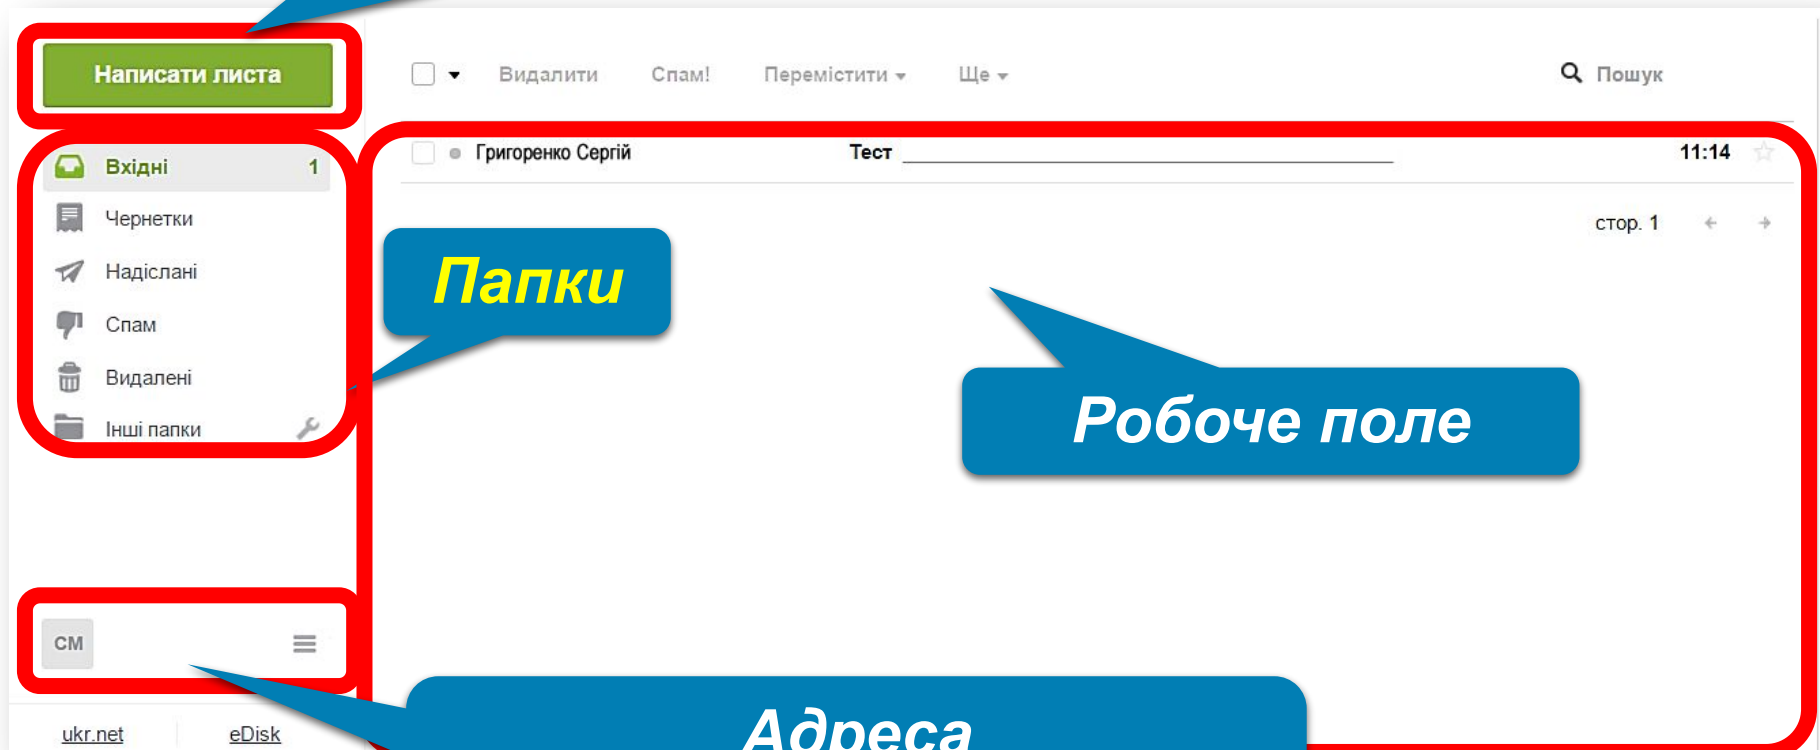 Написати листа
Видалити Спам! Перемістити Ще Пошук
Григоренко Сергій Тест 11:14
стор. 1
Вхідні 1
Чернетки
Надіслані
Спам
Видалені
Інші папки
Папки
Робоче поле
СМ
Адреса
ukr.net eDisk